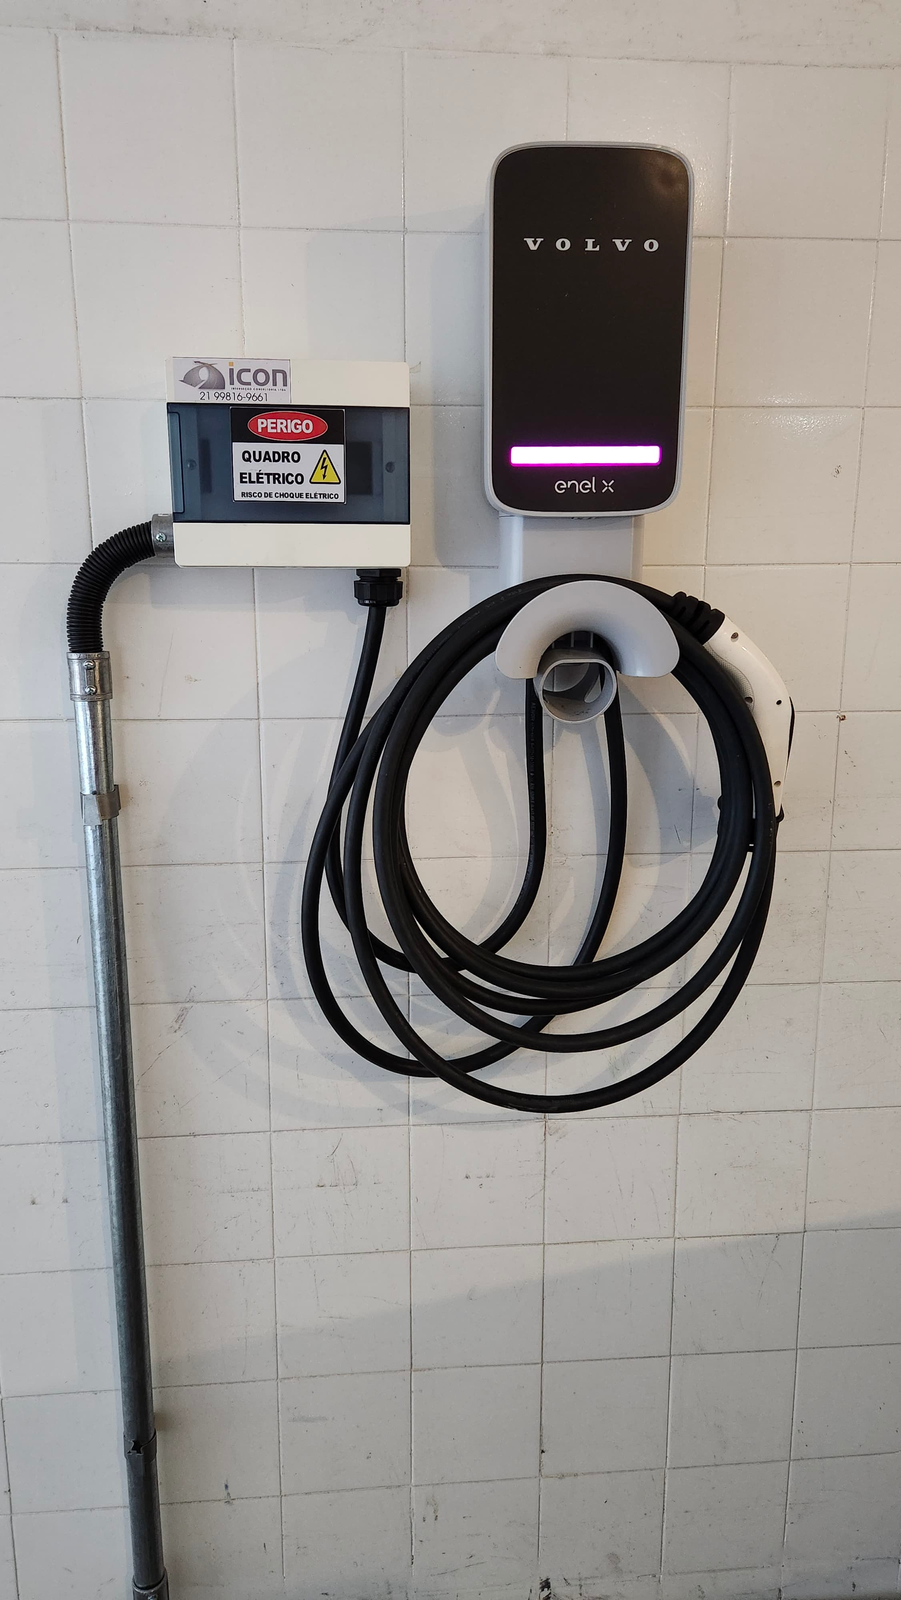 icon
21 99816-9661
PERIGO
QUADRO
ELÉTRICO
RISCO DE CHOQUE ELÉTRICO
VOLVO
enel x